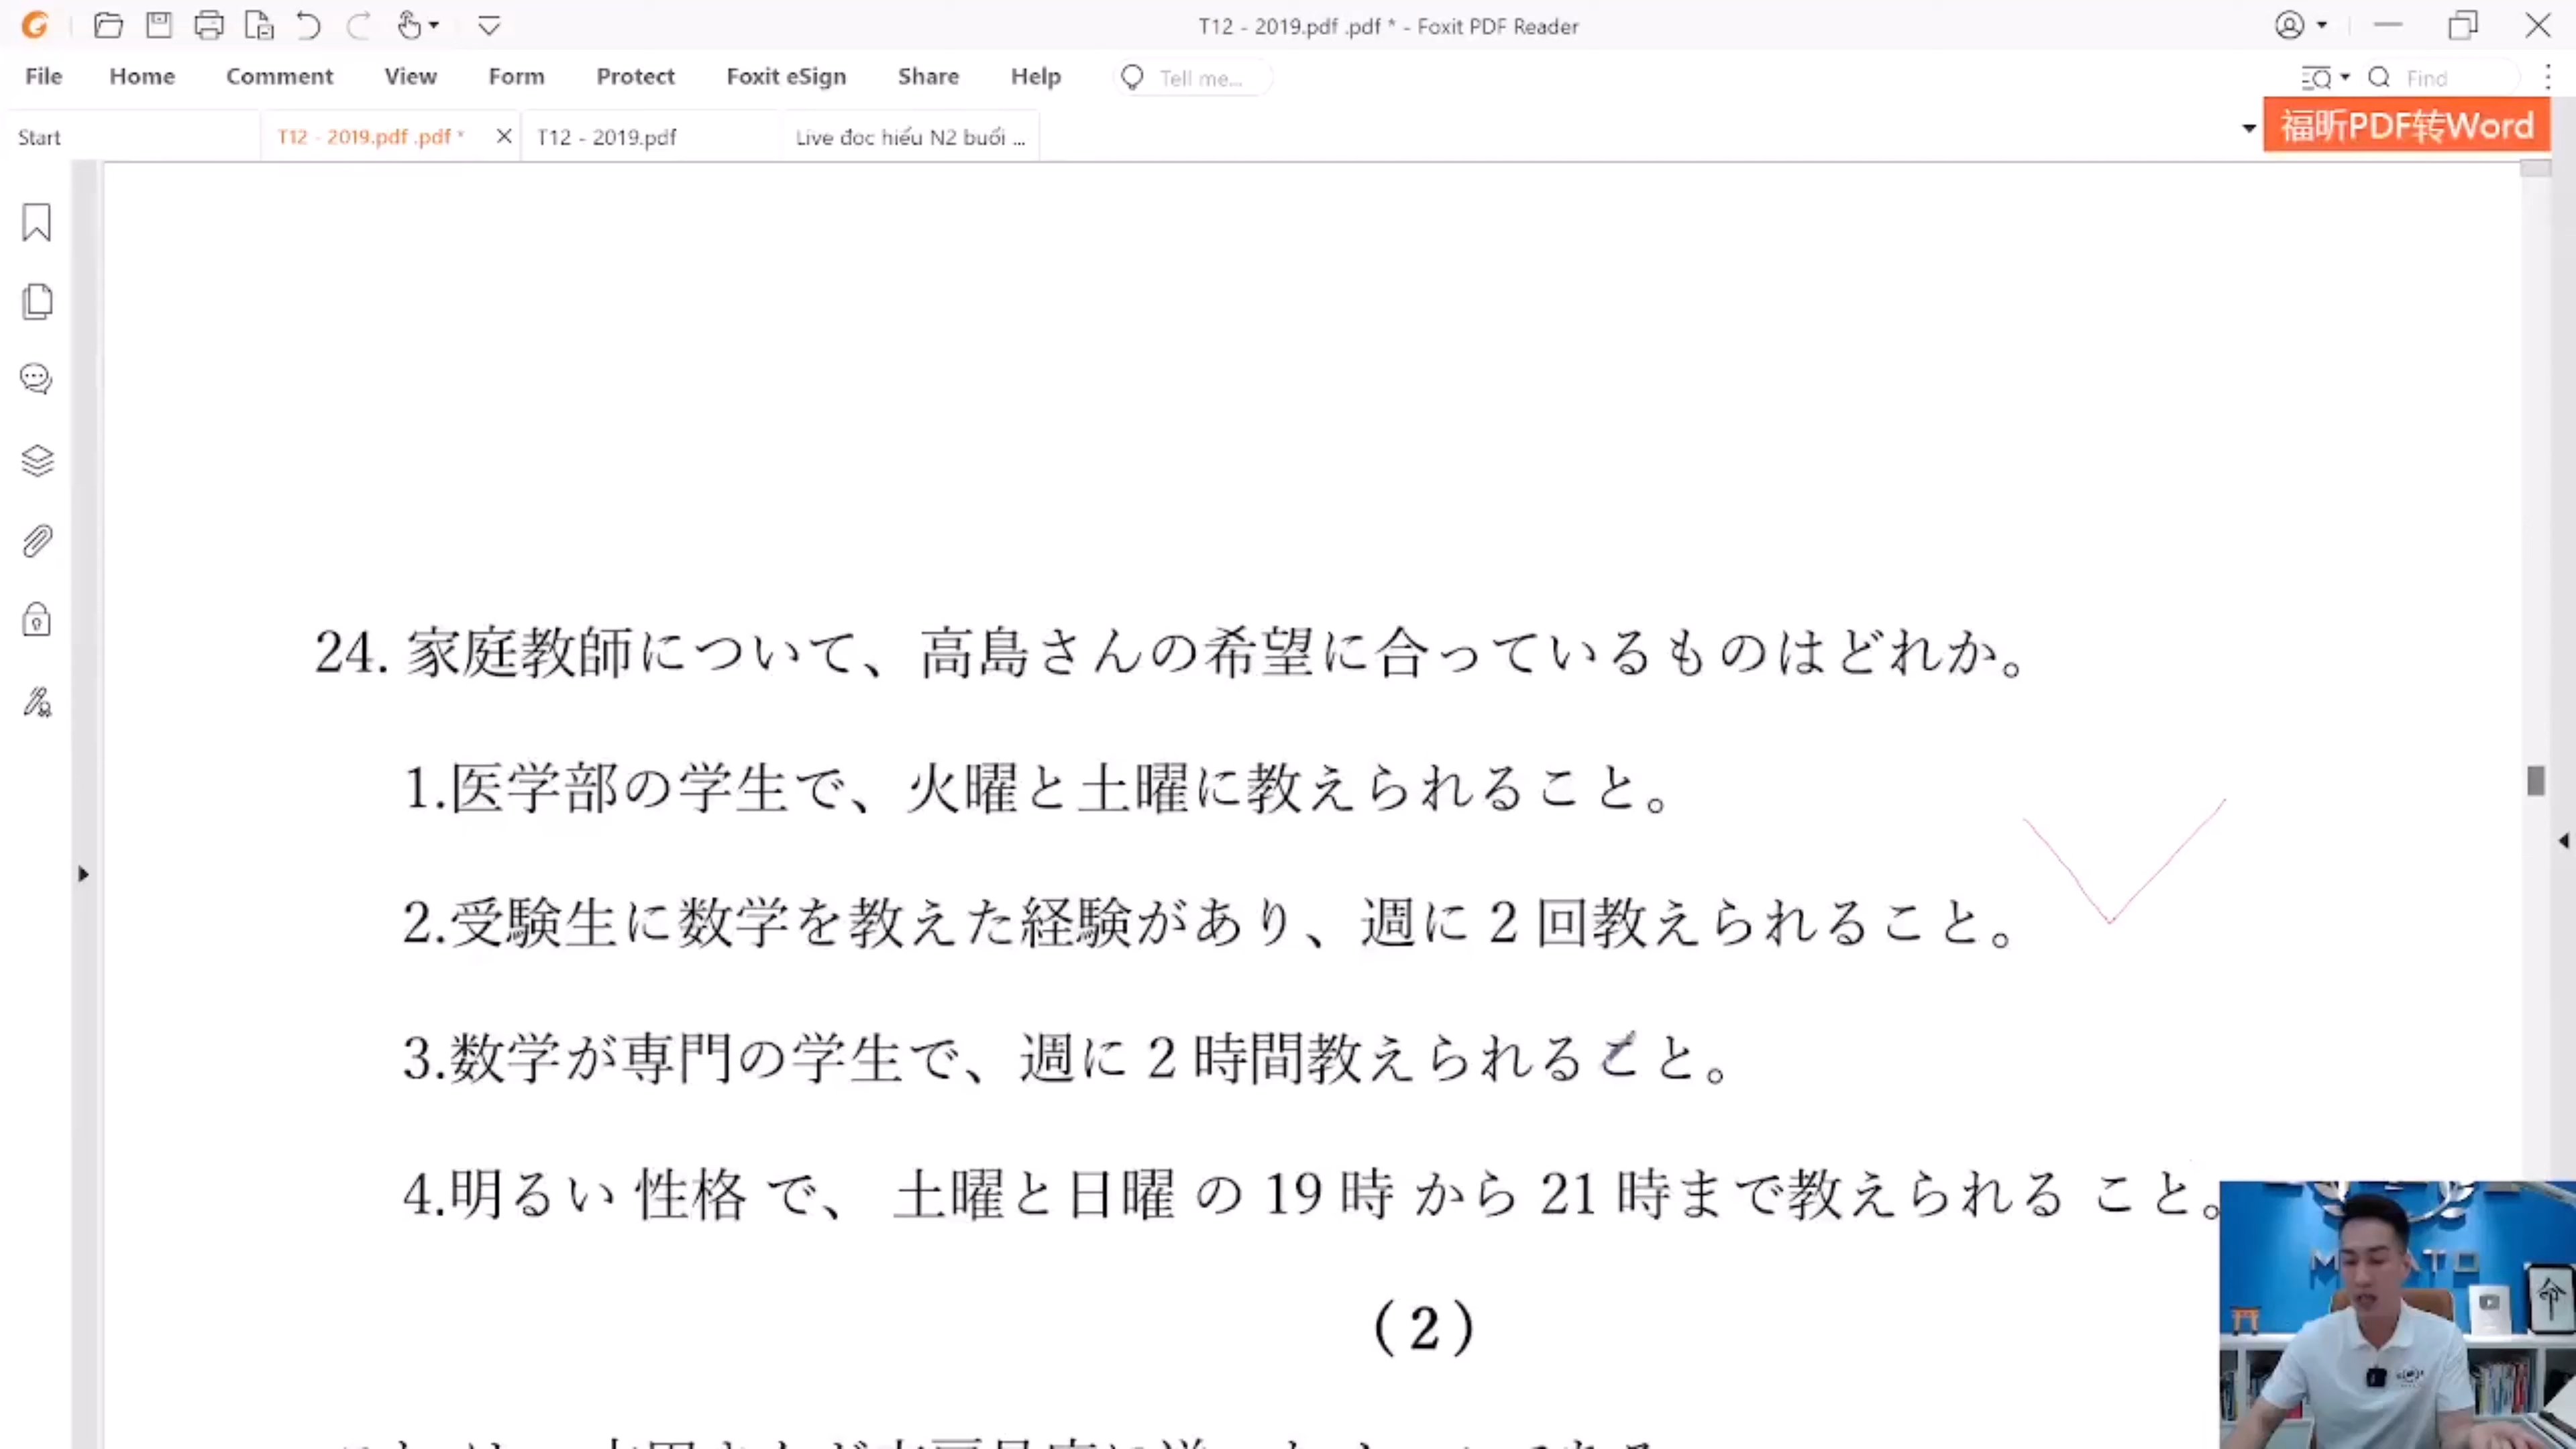 T12 - 2019.pdf .pdf * - Foxit PDF Reader
File Home Comment View Form Protect Foxit eSign Share Help Tell me... Find
Start T12 - 2019.pdf .pdf * T12 - 2019.pdf Live đọc hiểu N2 buổi ... 福昕PDF转Word
24. 家庭教師について、高島さんの希望に合っているものはどれか。
1.医学部の学生で、火曜と土曜に教えられること。
2.受験生に数学を教えた経験があり、週に 2 回教えられること。
3.数学が専門の学生で、週に 2 時間教えられること。
4.明るい 性格 で、 土曜と日曜 の 19 時 から 21 時まで教えられる こと。
(2)
命